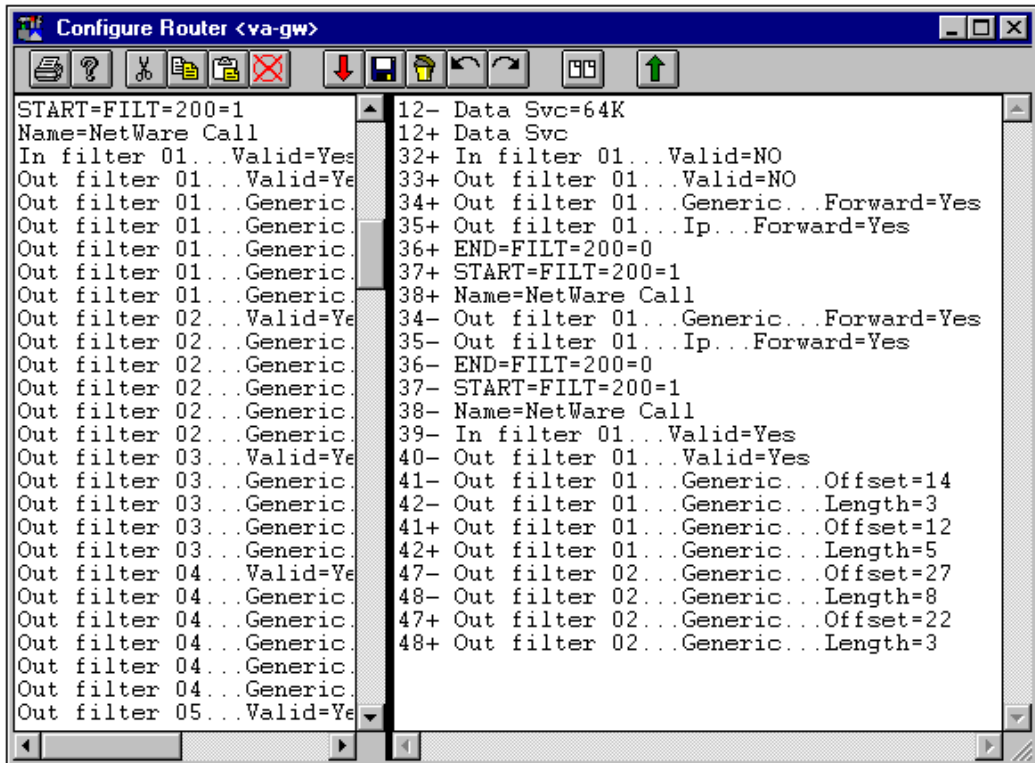 Configure Router <va-gw>
START=FILT=200=1
Name=NetWare Call
In filter 01...Valid=Yes
Out filter 01...Valid=Ye
Out filter 01...Generic.
Out filter 01...Generic.
Out filter 01...Generic.
Out filter 01...Generic.
Out filter 01...Generic.
Out filter 02...Valid=Ye
Out filter 02...Generic.
Out filter 02...Generic.
Out filter 02...Generic.
Out filter 02...Generic.
Out filter 02...Generic.
Out filter 03...Valid=Ye
Out filter 03...Generic.
Out filter 03...Generic.
Out filter 03...Generic.
Out filter 03...Generic.
Out filter 04...Valid=Ye
Out filter 04...Generic.
Out filter 04...Generic.
Out filter 04...Generic.
Out filter 04...Generic.
Out filter 04...Generic.
Out filter 05...Valid=Ye
12- Data Svc=64K
12+ Data Svc
32+ In filter 01...Valid=NO
33+ Out filter 01...Valid=NO
34+ Out filter 01...Generic...Forward=Yes
35+ Out filter 01...Ip...Forward=Yes
36+ END=FILT=200=0
37+ START=FILT=200=1
38+ Name=NetWare Call
34- Out filter 01...Generic...Forward=Yes
35- Out filter 01...Ip...Forward=Yes
36- END=FILT=200=0
37- START=FILT=200=1
38- Name=NetWare Call
39- In filter 01...Valid=Yes
40- Out filter 01...Valid=Yes
41- Out filter 01...Generic...Offset=14
42- Out filter 01...Generic...Length=3
41+ Out filter 01...Generic...Offset=12
42+ Out filter 01...Generic...Length=5
47- Out filter 02...Generic...Offset=27
48- Out filter 02...Generic...Length=8
47+ Out filter 02...Generic...Offset=22
48+ Out filter 02...Generic...Length=3